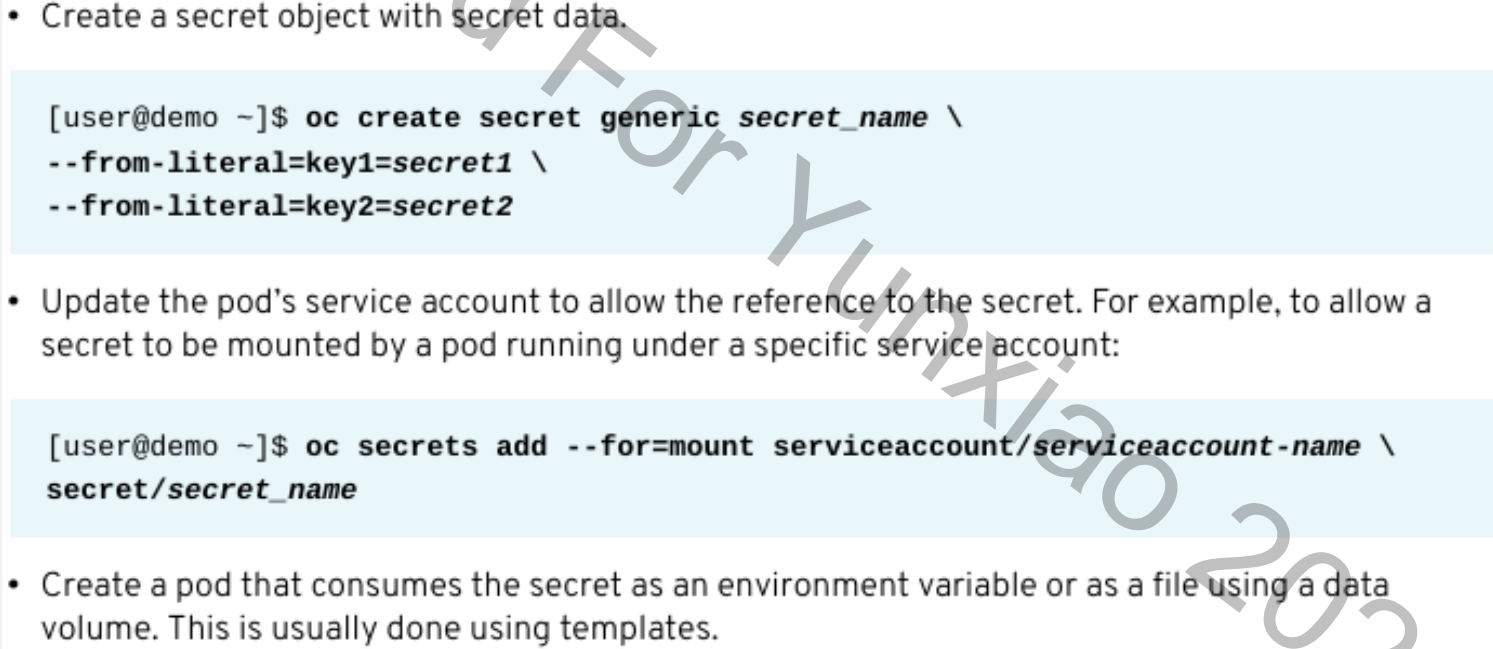 • Create a secret object with secret data.
[user@demo ~]$ oc create secret generic secret_name \
--from-literal=key1=secret1 \
--from-literal=key2=secret2
• Update the pod's service account to allow the reference to the secret. For example, to allow a
secret to be mounted by a pod running under a specific service account:
[user@demo ~]$ oc secrets add --for=mount serviceaccount/serviceaccount-name \
secret/secret_name
• Create a pod that consumes the secret as an environment variable or as a file using a data
volume. This is usually done using templates.
For Yunxiao